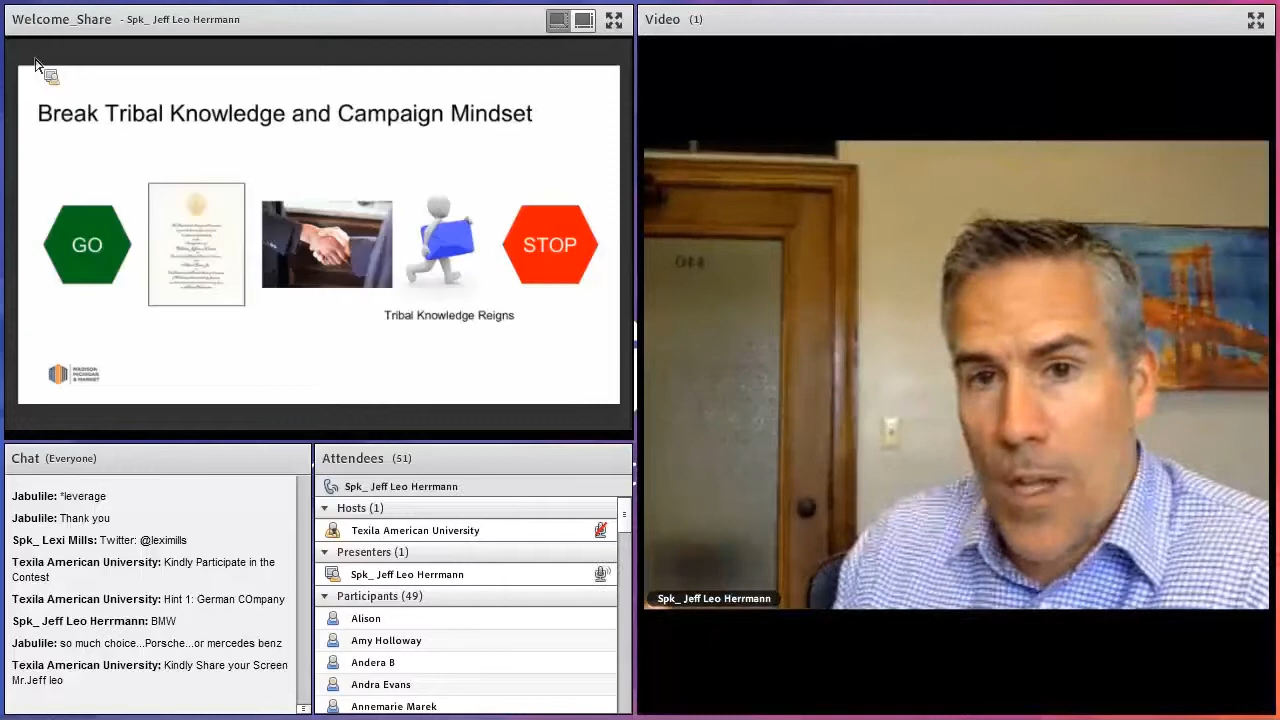 Welcome_Share - Spk_ Jeff Leo Herrmann
Break Tribal Knowledge and Campaign Mindset
GO
STOP
Tribal Knowledge Reigns
MADISON
MICHIGAN
& MARKET
Chat (Everyone)
Jabulile: *leverage
Jabulile: Thank you
Spk_ Lexi Mills: Twitter: @leximills
Texila American University: Kindly Participate in the
Contest
Texila American University: Hint 1: German COmpany
Spk_ Jeff Leo Herrmann: BMW
Jabulile: so much choice...Porsche...or mercedes benz
Texila American University: Kindly Share your Screen
Mr.Jeff leo
Attendees (51)
Spk_ Jeff Leo Herrmann
Hosts (1)
Texila American University
Presenters (1)
Spk_ Jeff Leo Herrmann
Participants (49)
Alison
Amy Holloway
Andera B
Andra Evans
Annemarie Marek
Video (1)
Spk_ Jeff Leo Herrmann